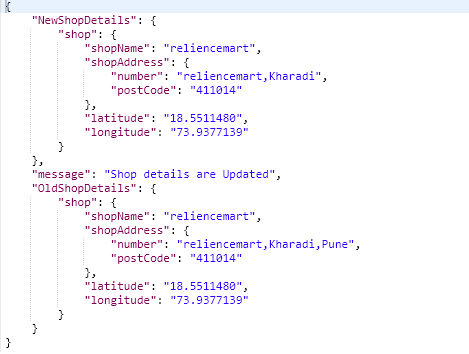 {
    "NewShopDetails": {
        "shop": {
            "shopName": "reliencemart",
            "shopAddress": {
                "number": "reliencemart,Kharadi",
                "postCode": "411014"
            },
            "latitude": "18.5511480",
            "longitude": "73.9377139"
        }
    },
    "message": "Shop details are Updated",
    "OldShopDetails": {
        "shop": {
            "shopName": "reliencemart",
            "shopAddress": {
                "number": "reliencemart,Kharadi,Pune",
                "postCode": "411014"
            },
            "latitude": "18.5511480",
            "longitude": "73.9377139"
        }
    }
}